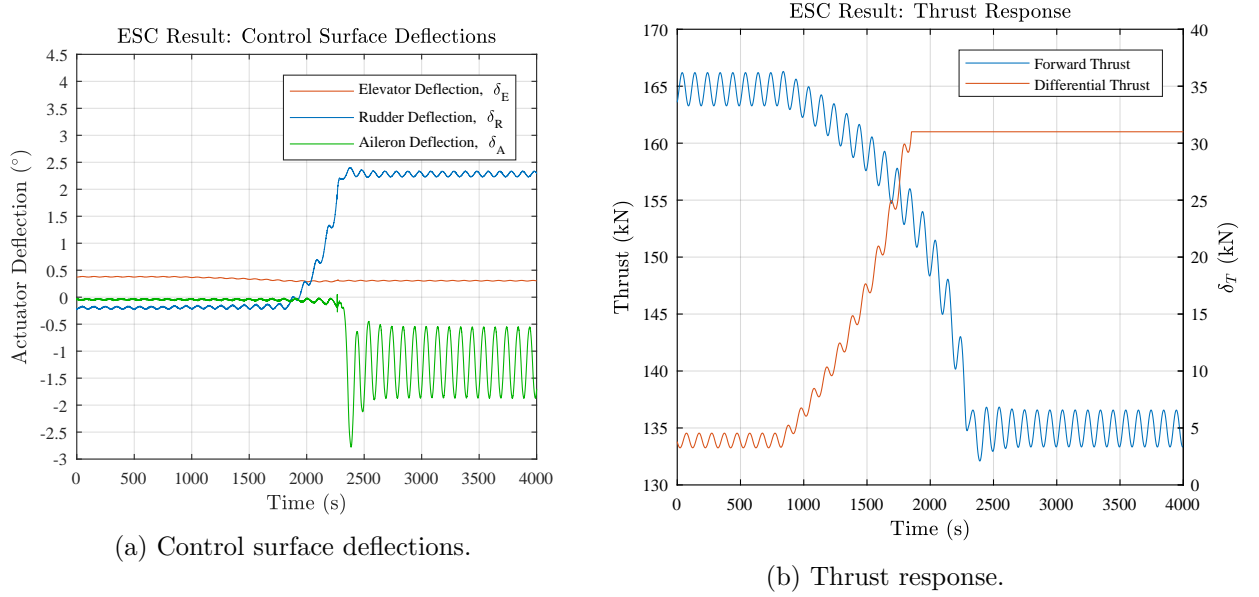 ESC Result: Control Surface Deflections
4.5
4
3.5
3
2.5
2
1.5
1
0.5
0
-0.5
-1
-1.5
-2
-2.5
-3
Actuator Deflection (°)
Elevator Deflection, δE
Rudder Deflection, δR
Aileron Deflection, δA
0 500 1000 1500 2000 2500 3000 3500 4000
Time (s)
(a) Control surface deflections.
ESC Result: Thrust Response
170
165
160
155
150
145
140
135
130
Thrust (kN)
Forward Thrust
Differential Thrust
40
35
30
25
20
15
10
5
0
δT (kN)
0 500 1000 1500 2000 2500 3000 3500 4000
Time (s)
(b) Thrust response.